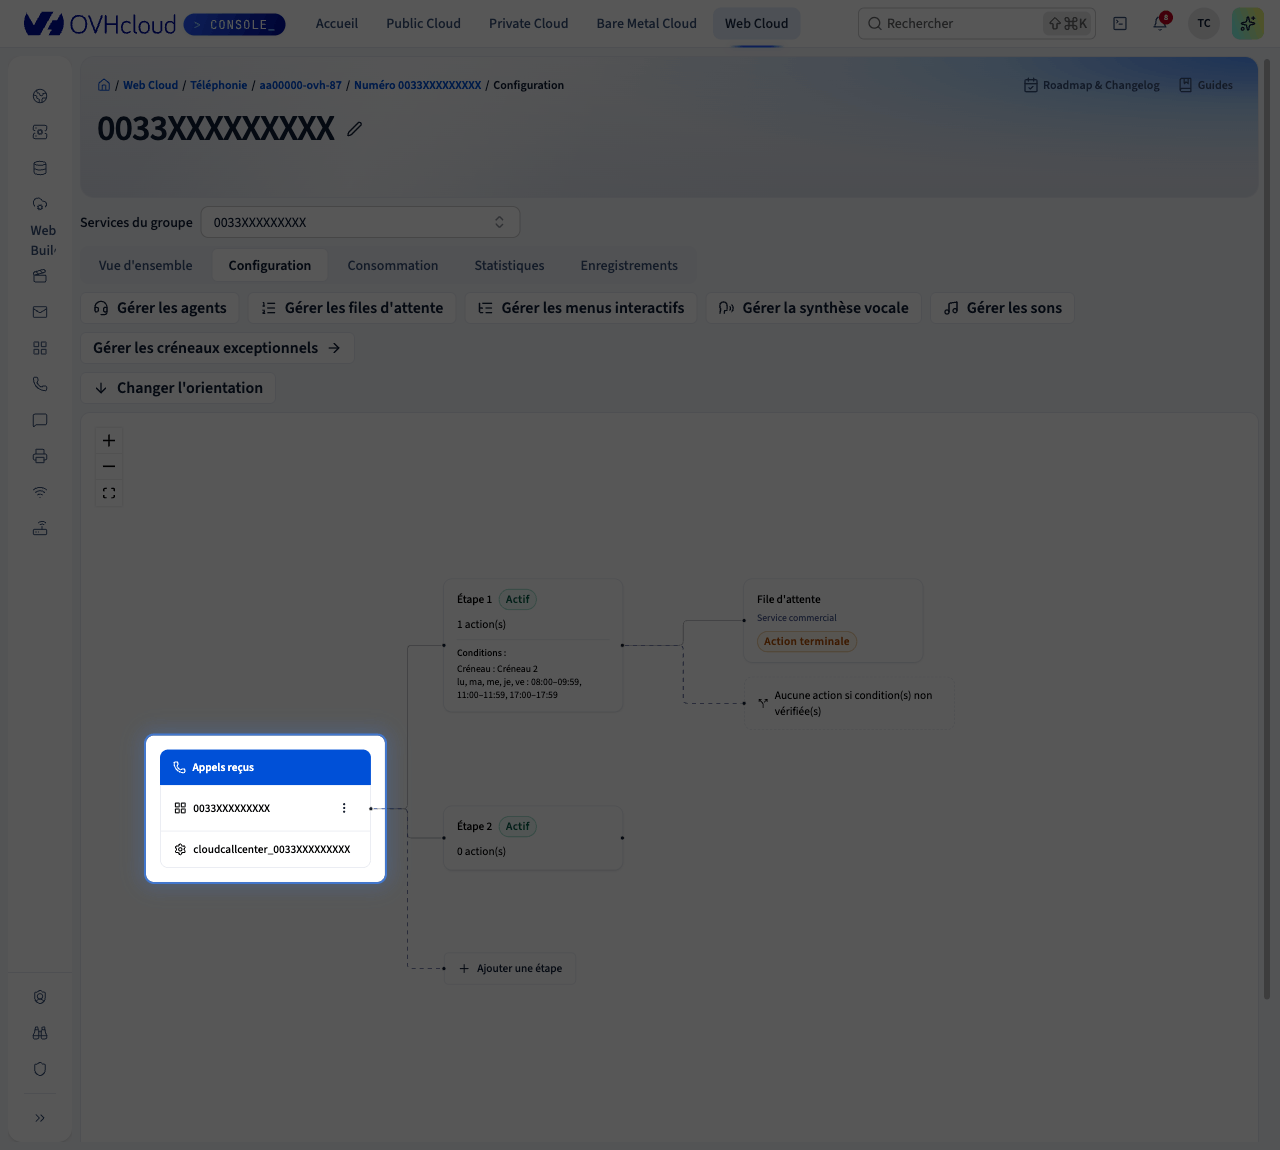 OVHcloud > CONSOLE_ Accueil Public Cloud Private Cloud Bare Metal Cloud Web Cloud Rechercher ⇧⌘K 8 TC
/ Web Cloud / Téléphonie / aa00000-ovh-87 / Numéro 0033XXXXXXXXX / Configuration Roadmap & Changelog Guides
0033XXXXXXXXX
Services du groupe 0033XXXXXXXXX
Web
Buil
Vue d'ensemble Configuration Consommation Statistiques Enregistrements
Gérer les agents Gérer les files d'attente Gérer les menus interactifs Gérer la synthèse vocale Gérer les sons
Gérer les créneaux exceptionnels →
Changer l'orientation
Étape 1 Actif
1 action(s)
Conditions :
Créneau : Créneau 2
lu, ma, me, je, ve : 08:00–09:59,
11:00–11:59, 17:00–17:59
File d'attente
Service commercial
Action terminale
Aucune action si condition(s) non
vérifiée(s)
Appels reçus
0033XXXXXXXXX
cloudcallcenter_0033XXXXXXXXX
Étape 2 Actif
0 action(s)
+ Ajouter une étape